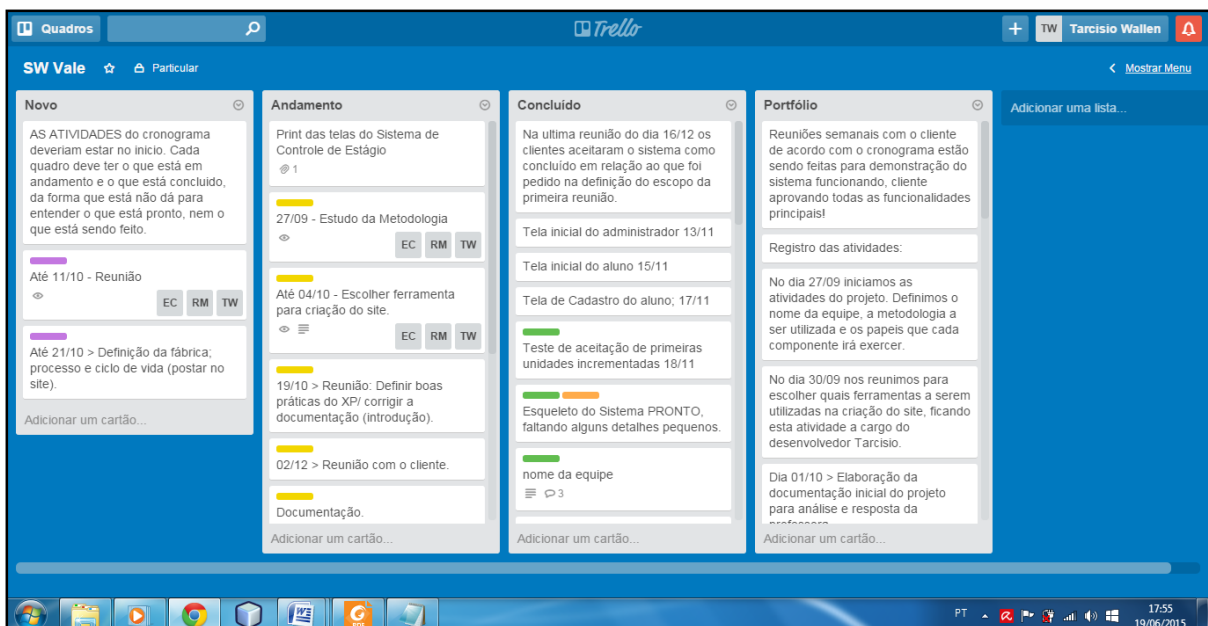 Quadros
Trello
+
TW Tarcisio Wallen
SW Vale
Particular
Mostrar Menu
Novo
AS ATIVIDADES do cronograma
deveriam estar no inicio. Cada
quadro deve ter o que está em
andamento e o que está concluido,
da forma que está não dá para
entender o que está pronto, nem o
que está sendo feito.
Até 11/10 - Reunião
EC RM TW
Até 21/10 > Definição da fábrica;
processo e ciclo de vida (postar no
site).
Adicionar um cartão...
Andamento
Print das telas do Sistema de
Controle de Estágio
1
27/09 - Estudo da Metodologia
EC RM TW
Até 04/10 - Escolher ferramenta
para criação do site.
EC RM TW
19/10 > Reunião: Definir boas
práticas do XP/ corrigir a
documentação (introdução).
02/12 > Reunião com o cliente.
Documentação.
Adicionar um cartão...
Concluído
Na ultima reunião do dia 16/12 os
clientes aceitaram o sistema como
concluído em relação ao que foi
pedido na definição do escopo da
primeira reunião.
Tela inicial do administrador 13/11
Tela inicial do aluno 15/11
Tela de Cadastro do aluno; 17/11
Teste de aceitação de primeiras
unidades incrementadas 18/11
Esqueleto do Sistema PRONTO,
faltando alguns detalhes pequenos.
nome da equipe
3
Adicionar um cartão...
Portfólio
Reuniões semanais com o cliente
de acordo com o cronograma estão
sendo feitas para demonstração do
sistema funcionando, cliente
aprovando todas as funcionalidades
principais!
Registro das atividades:
No dia 27/09 iniciamos as
atividades do projeto. Definimos o
nome da equipe, a metodologia a
ser utilizada e os papeis que cada
componente irá exercer.
No dia 30/09 nos reunimos para
escolher quais ferramentas a serem
utilizadas na criação do site, ficando
esta atividade a cargo do
desenvolvedor Tarcisio.
Dia 01/10 > Elaboração da
documentação inicial do projeto
para análise e resposta da
Adicionar um cartão...
Adicionar uma lista...
PT
17:55
19/06/2015